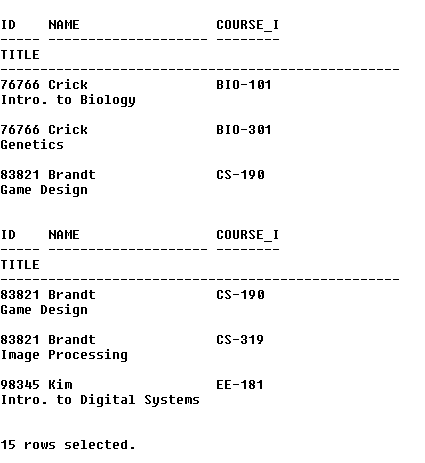 ID    NAME                 COURSE_I
----- -------------------- --------
TITLE
--------------------------------------------------
76766 Crick                BIO-101
Intro. to Biology
76766 Crick                BIO-301
Genetics
83821 Brandt               CS-190
Game Design
ID    NAME                 COURSE_I
----- -------------------- --------
TITLE
--------------------------------------------------
83821 Brandt               CS-190
Game Design
83821 Brandt               CS-319
Image Processing
98345 Kim                  EE-181
Intro. to Digital Systems
15 rows selected.